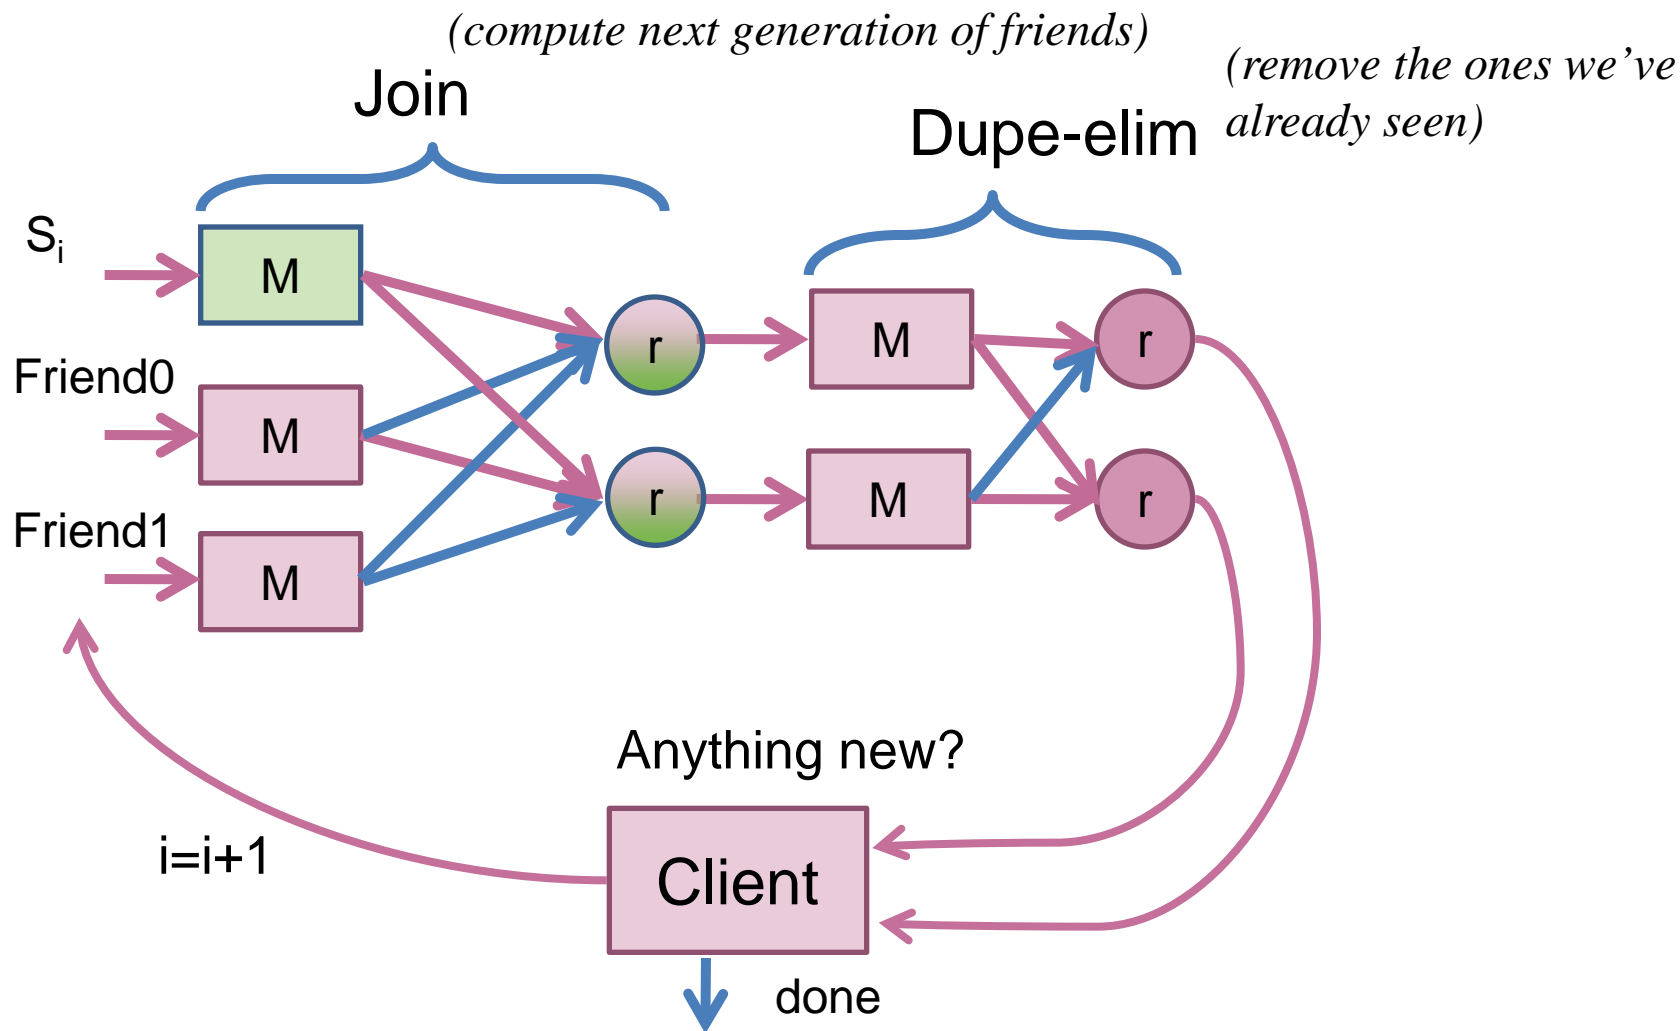 (compute next generation of friends)
(remove the ones we’ve
already seen)
Join
Dupe-elim
Si
M
Friend0
M
Friend1
M
r
r
M
M
r
r
Anything new?
i=i+1
Client
done